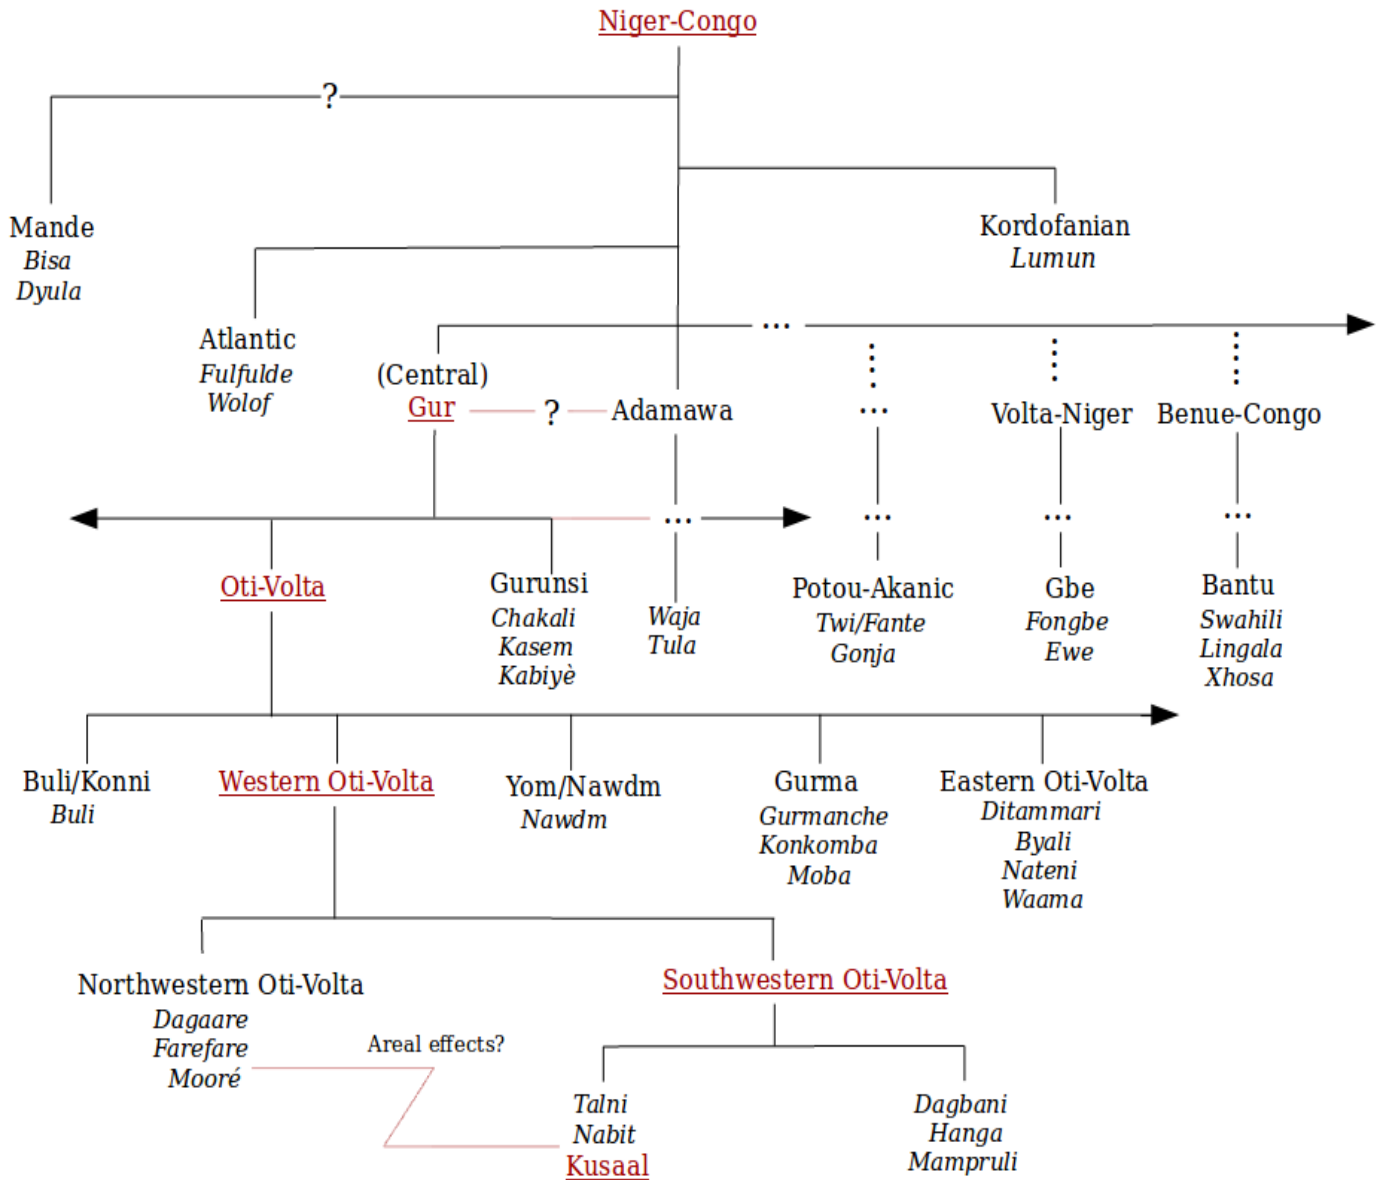 Niger-Congo
?
Mande
Bisa
Dyula
Kordofanian
Lumun
Atlantic
Fulfulde
Wolof
...
(Central)
Gur
?
Adamawa
...
Volta-Niger
Benue-Congo
...
...
...
...
Oti-Volta
Gurunsi
Chakali
Kasem
Kabiyè
Waja
Tula
Potou-Akanic
Twi/Fante
Gonja
Gbe
Fongbe
Ewe
Bantu
Swahili
Lingala
Xhosa
Buli/Konni
Buli
Western Oti-Volta
Yom/Nawdm
Nawdm
Gurma
Gurmanche
Konkomba
Moba
Eastern Oti-Volta
Ditammari
Byali
Nateni
Waama
Northwestern Oti-Volta
Dagaare
Farefare
Mooré
Areal effects?
Southwestern Oti-Volta
Talni
Nabit
Kusaal
Dagbani
Hanga
Mampruli